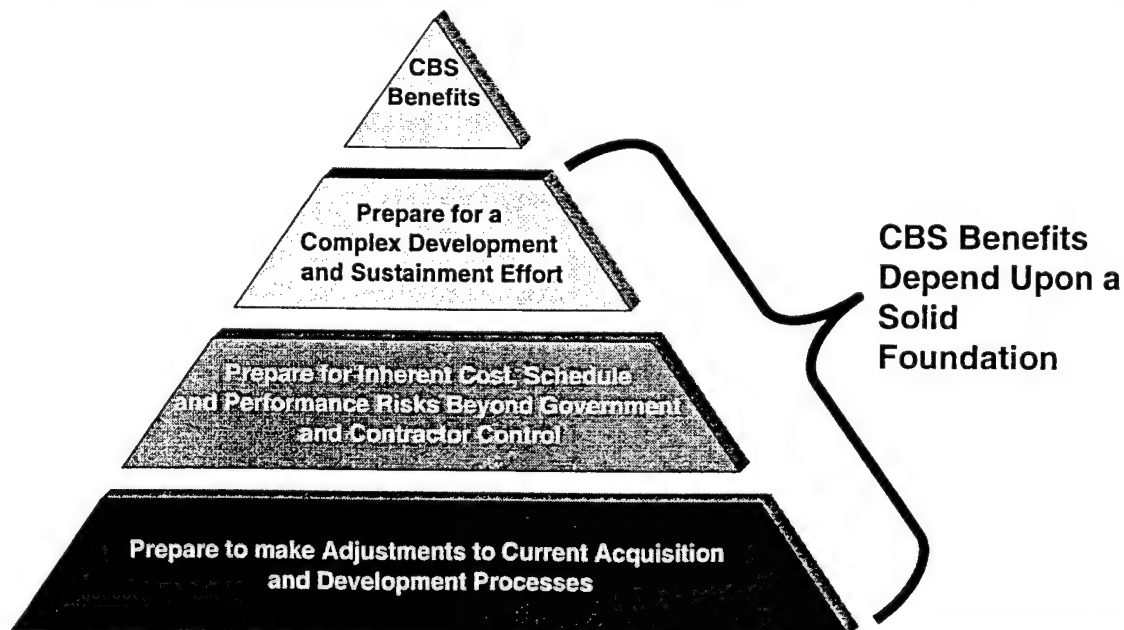 CBS
Benefits
Prepare for a
Complex Development
and Sustainment Effort
Prepare for Inherent Cost, Schedule
and Performance Risks Beyond Government
and Contractor Control
Prepare to make Adjustments to Current Acquisition
and Development Processes
CBS Benefits
Depend Upon a
Solid
Foundation